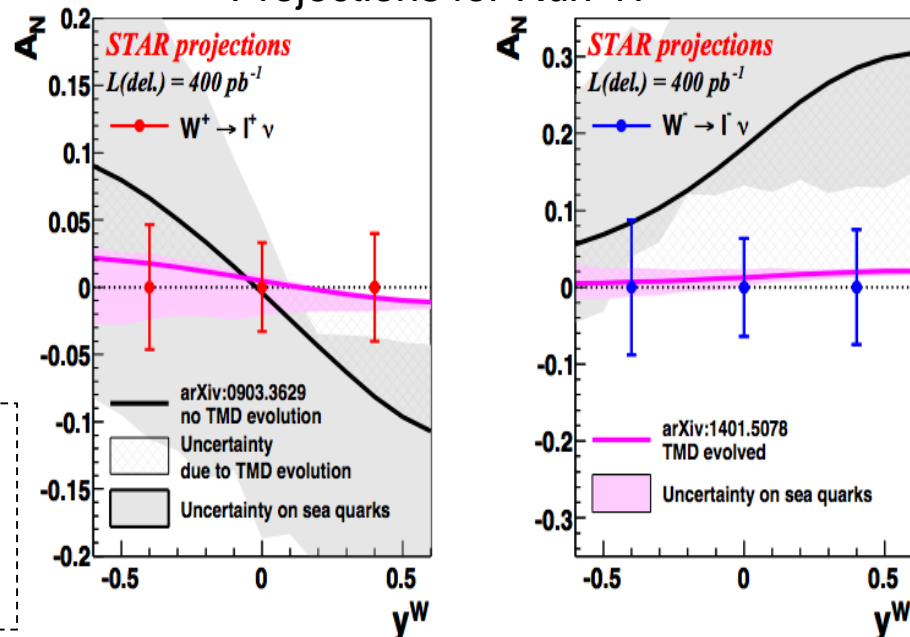 A_N
0.2
0.15
0.1
0.05
0
-0.05
-0.1
-0.15
-0.2
STAR projections
L(del.) = 400 pb⁻¹
W⁺ → l⁺ ν
arXiv:0903.3629
no TMD evolution
Uncertainty
due to TMD evolution
Uncertainty on sea quarks
-0.5
0
0.5
y^W
A_N
0.3
0.2
0.1
0
-0.1
-0.2
-0.3
STAR projections
L(del.) = 400 pb⁻¹
W⁻ → l⁻ ν
arXiv:1401.5078
TMD evolved
Uncertainty on sea quarks
-0.5
0
0.5
y^W